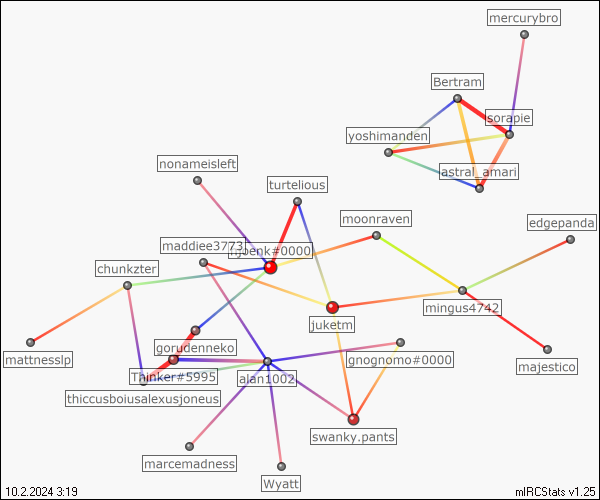 mercurybro
Bertram
sorapie
yoshimanden
astral_amari
nonameisleft
turtelious
moonraven
edgepanda
maddiee3773
njbenk#0000
chunkzter
mingus4742
juketm
gorudenneko
mattnesslp
gnognomo#0000
majestico
Thinker#5995
alan1002
thiccusboiusalexusjoneus
swanky.pants
marcemadness
Wyatt
10.2.2024 3:19
mIRCStats v1.25